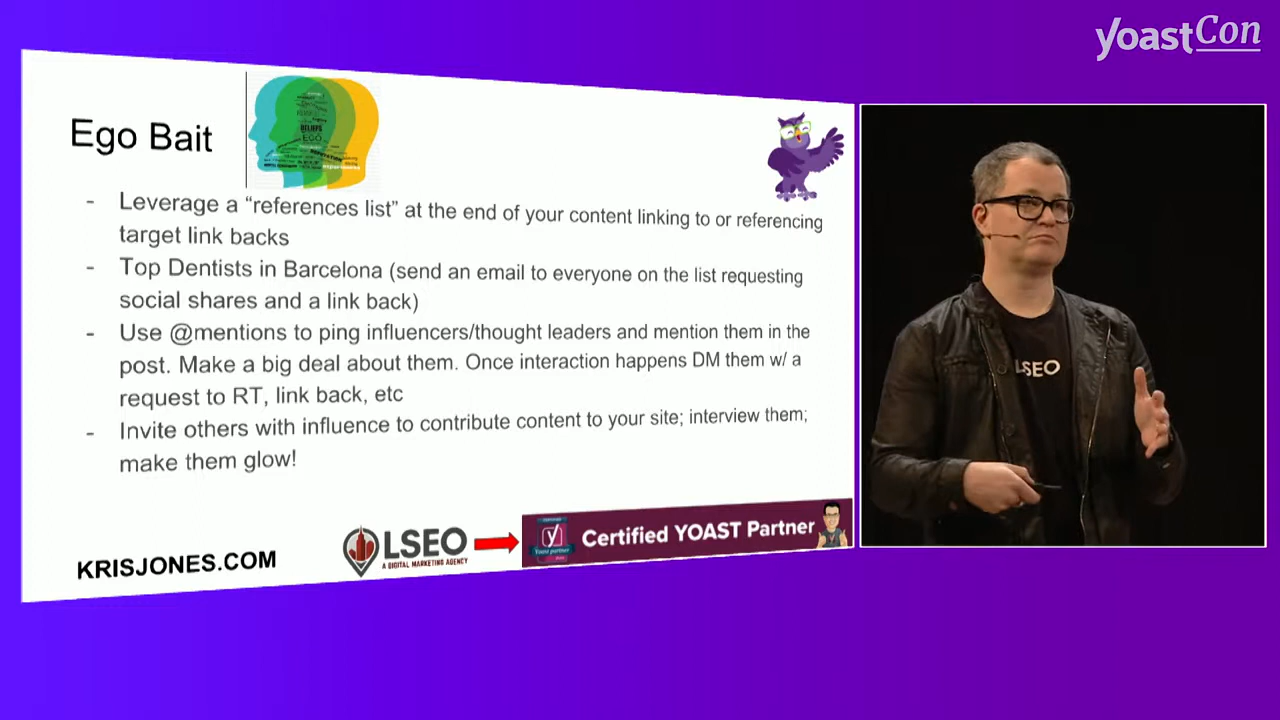 yoastCon
Ego Bait
BELIEFS
EGO
- Leverage a “references list” at the end of your content linking to or referencing
target link backs
- Top Dentists in Barcelona (send an email to everyone on the list requesting
social shares and a link back)
- Use @mentions to ping influencers/thought leaders and mention them in the
post. Make a big deal about them. Once interaction happens DM them w/ a
request to RT, link back, etc
- Invite others with influence to contribute content to your site; interview them;
make them glow!
LSEO
KRISJONES.COM
LSEO
A DIGITAL MARKETING AGENCY
y
Yoast partner
Certified YOAST Partner